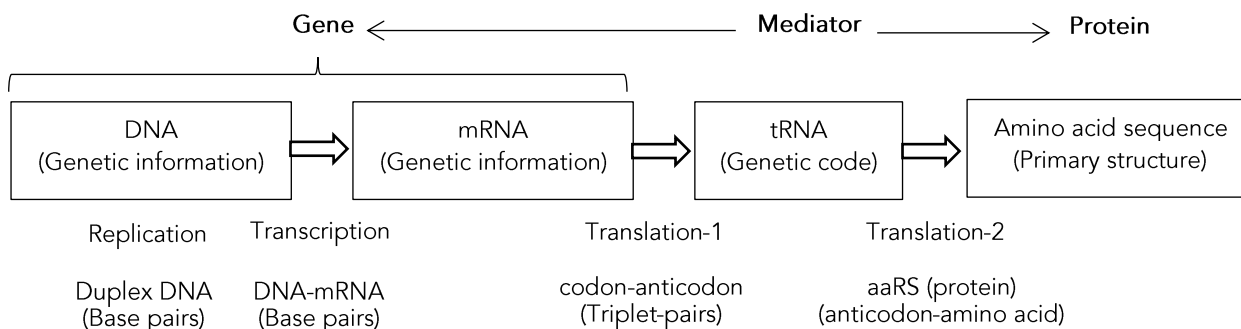 Gene
Mediator
Protein
DNA
(Genetic information)
mRNA
(Genetic information)
tRNA
(Genetic code)
Amino acid sequence
(Primary structure)
Replication
Transcription
Translation-1
Translation-2
Duplex DNA
(Base pairs)
DNA-mRNA
(Base pairs)
codon-anticodon
(Triplet-pairs)
aaRS (protein)
(anticodon-amino acid)